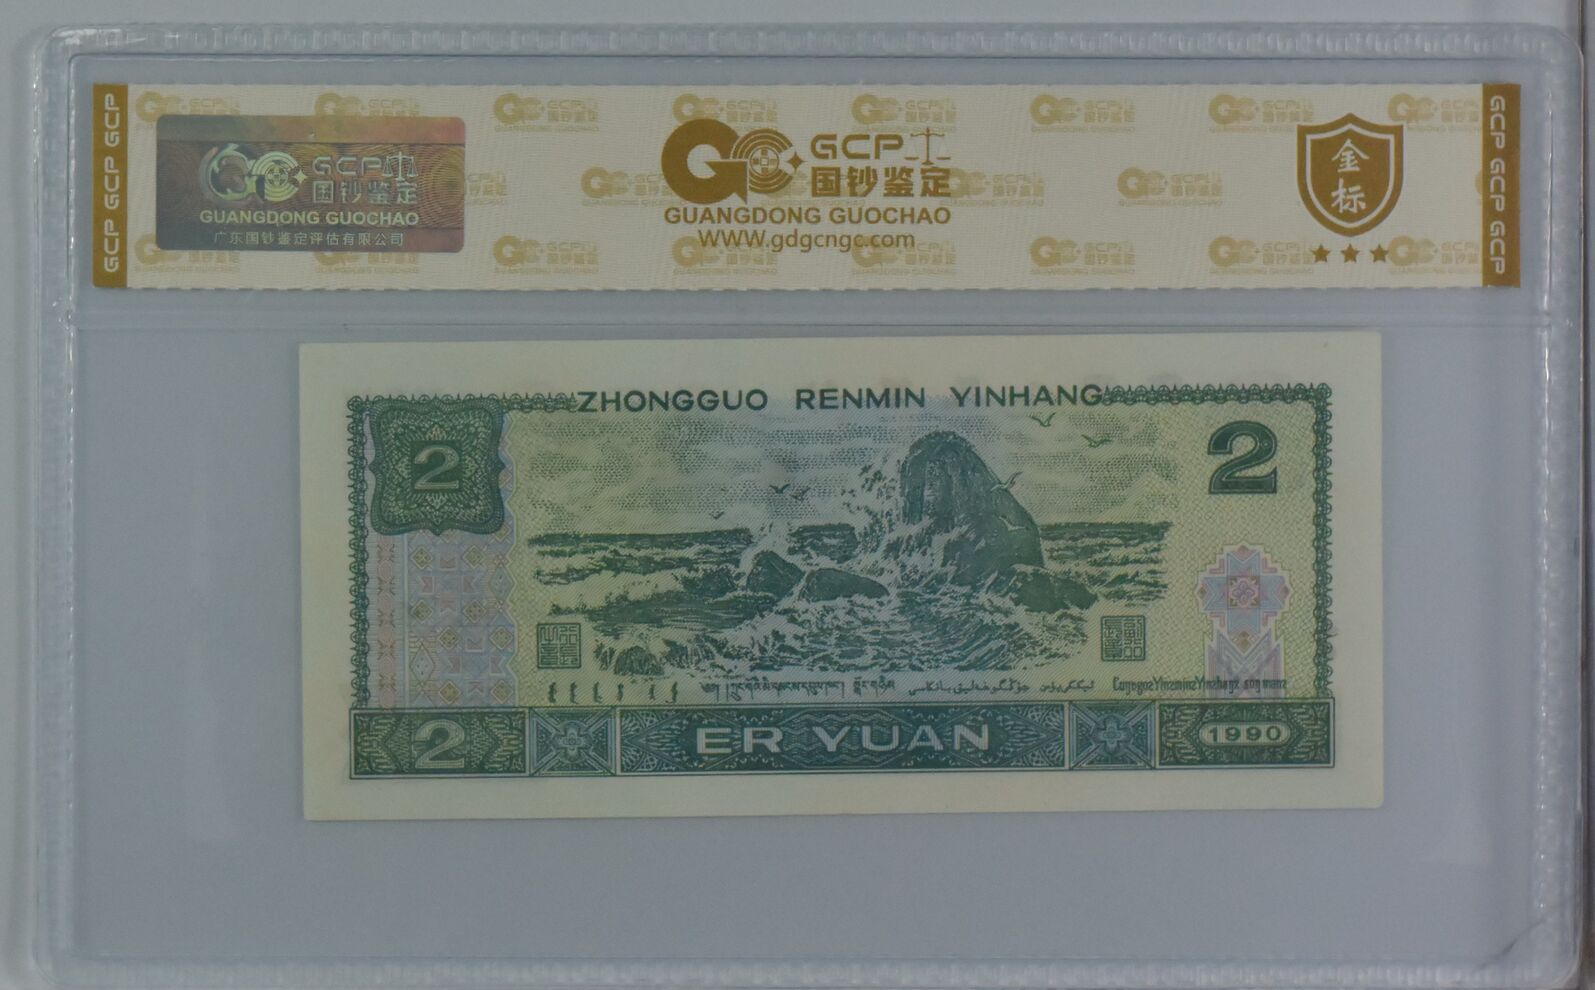 GCP GCP GCP
GCP 国钞鉴定
GUANGDONG GUOCHAO
广东国钞鉴定评估有限公司
GCP 国钞鉴定
GUANGDONG GUOCHAO
WWW.gdgcngc.com
金标
GCP GCP GCP
ZHONGGUO RENMIN YINHANG
2
2
2
ER YUAN
1990